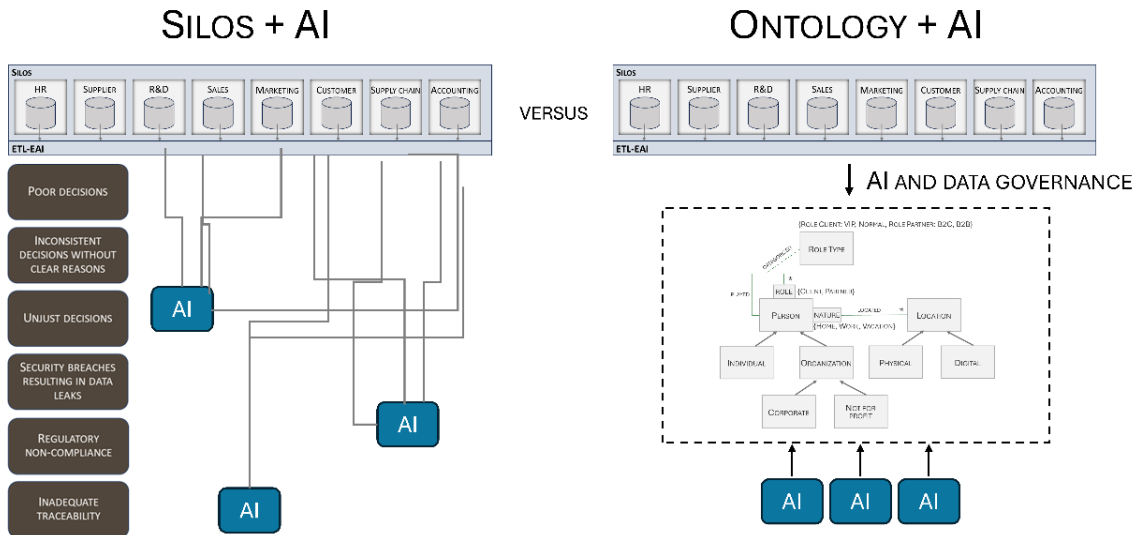 SILOS + AI
SILOS
HR
SUPPLIER
R&D
SALES
MARKETING
CUSTOMER
SUPPLY CHAIN
ACCOUNTING
ETL-EAI
POOR DECISIONS
INCONSISTENT
DECISIONS WITHOUT
CLEAR REASONS
UNJUST DECISIONS
SECURITY BREACHES
RESULTING IN DATA
LEAKS
REGULATORY
NON-COMPLIANCE
INADEQUATE
TRACEABILITY
AI
AI
AI
VERSUS
ONTOLOGY + AI
SILOS
HR
SUPPLIER
R&D
SALES
MARKETING
CUSTOMER
SUPPLY CHAIN
ACCOUNTING
ETL-EAI
AI AND DATA GOVERNANCE
{ROLE CLIENT: VIP, NORMAL, ROLE PARTNER: B2C, B2B}
ROLE TYPE
ROLE
{CLIENT, PARTNER}
PERSON
NATURE
LOCATED
LOCATION
{HOME, WORK, VACATION}
INDIVIDUAL
ORGANIZATION
PHYSICAL
DIGITAL
CORPORATE
NOT FOR
PROFIT
AI
AI
AI